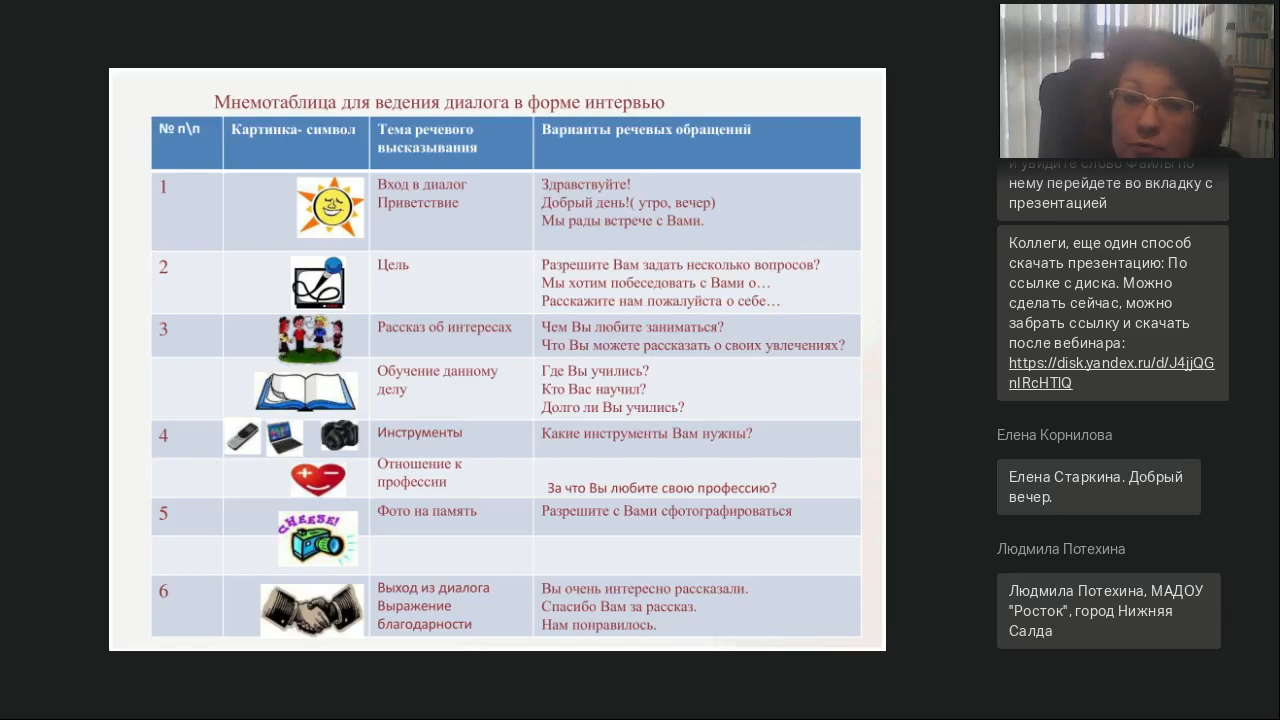 Мнемотаблица для ведения диалога в форме интервью
№ п\п
Картинка- символ
Тема речевого
высказывания
Варианты речевых обращений
1
Вход в диалог
Приветствие
Здравствуйте!
Добрый день!( утро, вечер)
Мы рады встрече с Вами.
2
Цель
Разрешите Вам задать несколько вопросов?
Мы хотим побеседовать с Вами о…
Расскажите нам пожалуйста о себе…
3
Рассказ об интересах
Чем Вы любите заниматься?
Что Вы можете рассказать о своих увлечениях?
Обучение данному
делу
Где Вы учились?
Кто Вас научил?
Долго ли Вы учились?
4
Инструменты
Какие инструменты Вам нужны?
Отношение к
профессии
За что Вы любите свою профессию?
5
CHEESE!
Фото на память
Разрешите с Вами сфотографироваться
6
Выход из диалога
Выражение
благодарности
Вы очень интересно рассказали.
Спасибо Вам за рассказ.
Нам понравилось.
и увидите слово Файлы по
нему перейдете во вкладку с
презентацией
Коллеги, еще один способ
скачать презентацию: По
ссылке с диска. Можно
сделать сейчас, можно
забрать ссылку и скачать
после вебинара:
https://disk.yandex.ru/d/J4jjQG
nIRcHTlQ
Елена Корнилова
Елена Старкина. Добрый
вечер.
Людмила Потехина
Людмила Потехина, МАДОУ
"Росток", город Нижняя
Салда